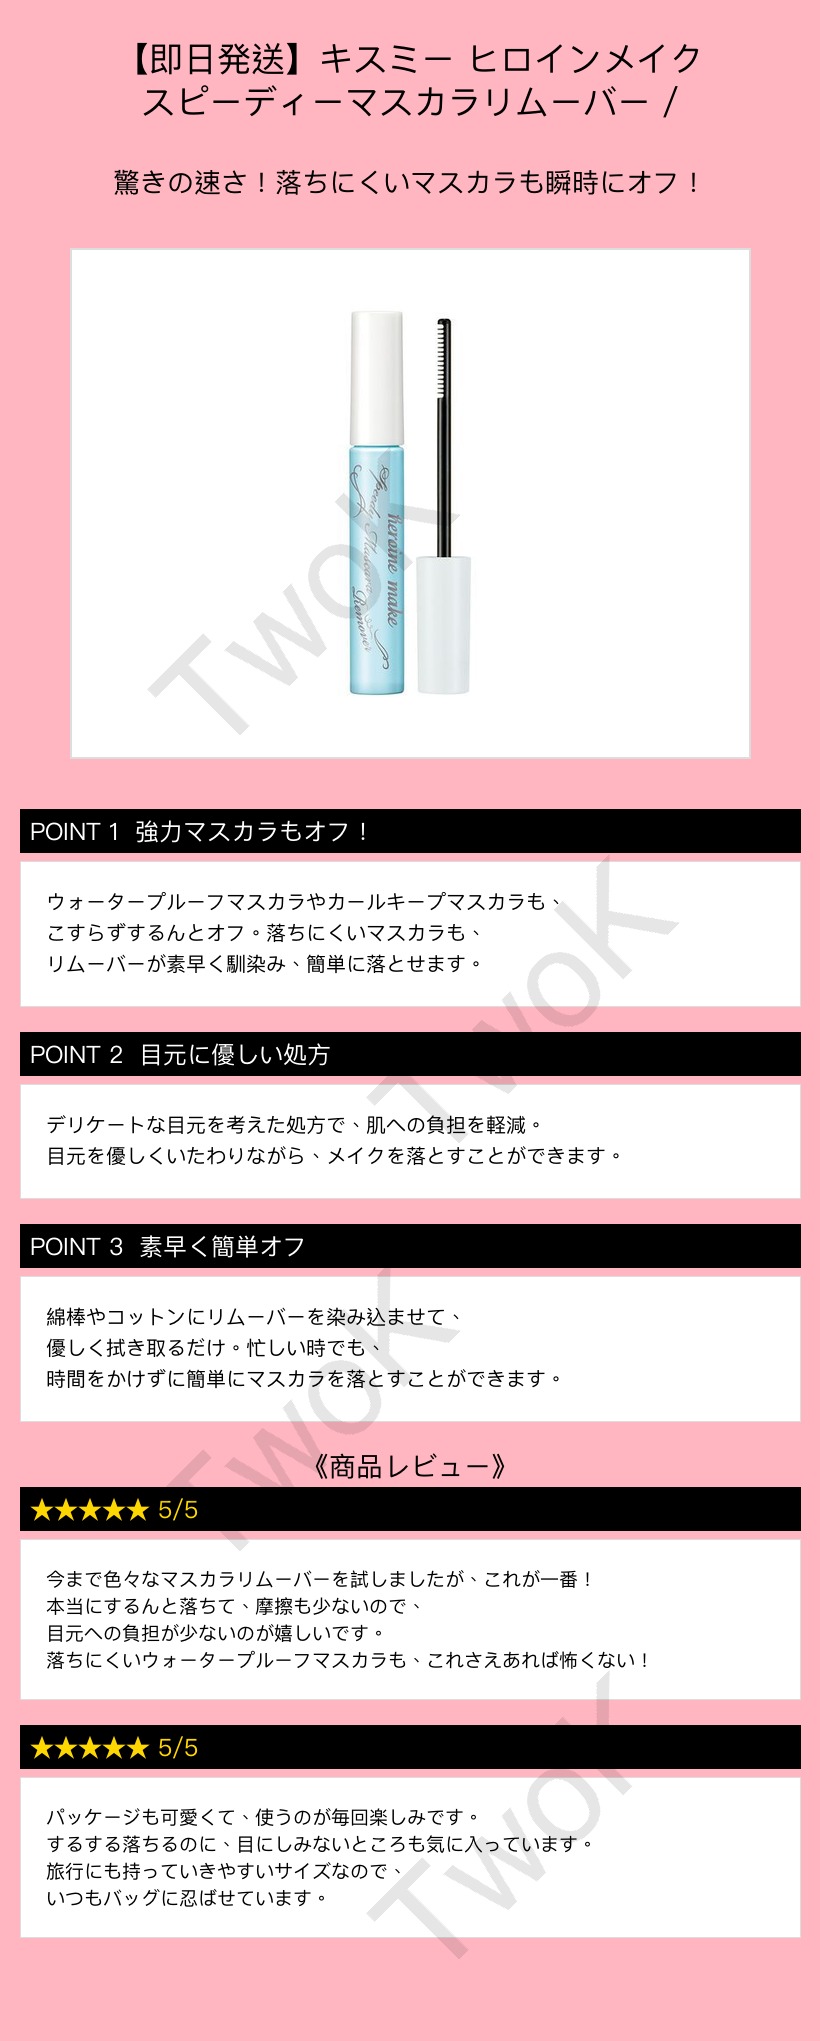 【即日発送】キスミー ヒロインメイク
スピーディーマスカラリムーバー /
驚きの速さ！落ちにくいマスカラも瞬時にオフ！
heroine make
Speedy Mascara Remover
TwoK
POINT 1 強力マスカラもオフ！
ウォータープルーフマスカラやカールキープマスカラも、
こすらずするんとオフ。落ちにくいマスカラも、
リムーバーが素早く馴染み、簡単に落とせます。
TwoK
POINT 2 目元に優しい処方
デリケートな目元を考えた処方で、肌への負担を軽減。
目元を優しくいたわりながら、メイクを落とすことができます。
POINT 3 素早く簡単オフ
綿棒やコットンにリムーバーを染み込ませて、
優しく拭き取るだけ。忙しい時でも、
時間をかけずに簡単にマスカラを落とすことができます。
TwoK
《商品レビュー》
★★★★★ 5/5
今まで色々なマスカラリムーバーを試しましたが、これが一番！
本当にするんと落ちて、摩擦も少ないので、
目元への負担が少ないのが嬉しいです。
落ちにくいウォータープルーフマスカラも、これさえあれば怖くない！
★★★★★ 5/5
パッケージも可愛くて、使うのが毎回楽しみです。
するする落ちるのに、目にしみないところも気に入っています。
旅行にも持っていきやすいサイズなので、
いつもバッグに忍ばせています。
TwoK